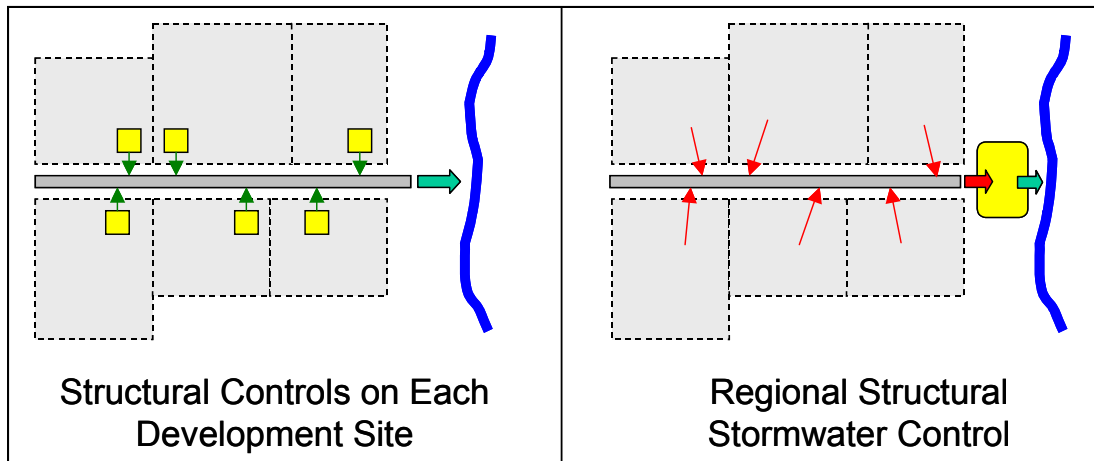 Structural Controls on Each
Development Site
Regional Structural
Stormwater Control